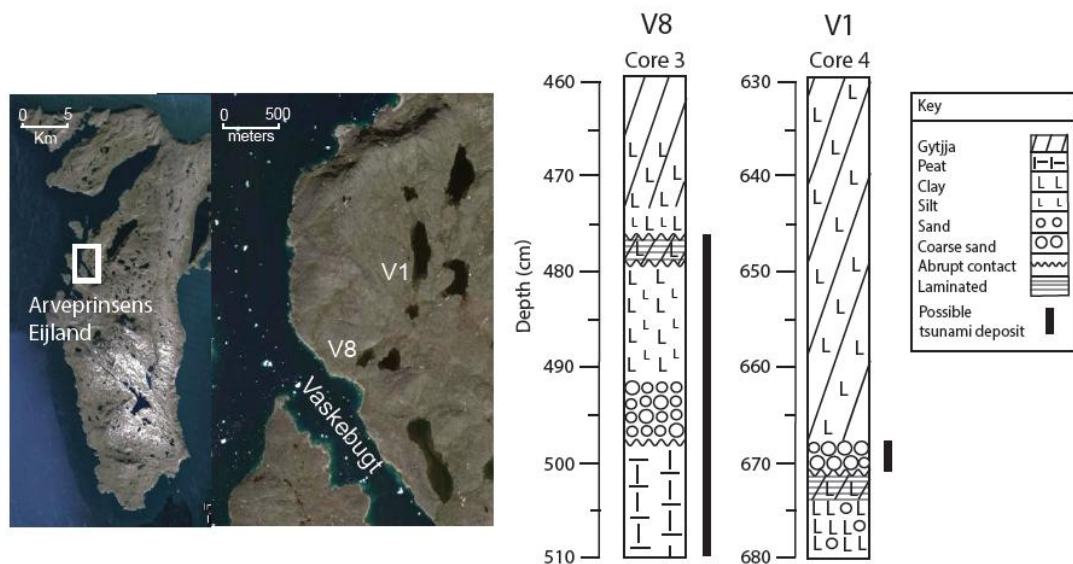 0 5
Km
Arveprinsens
Eijland
0 500
meters
V1
V8
Vaskebugt
V8
Core 3
Depth (cm)
460
470
480
490
500
510
V1
Core 4
630
640
650
660
670
680
Key
Gytjja
Peat
Clay
Silt
Sand
Coarse sand
Abrupt contact
Laminated
Possible
tsunami deposit